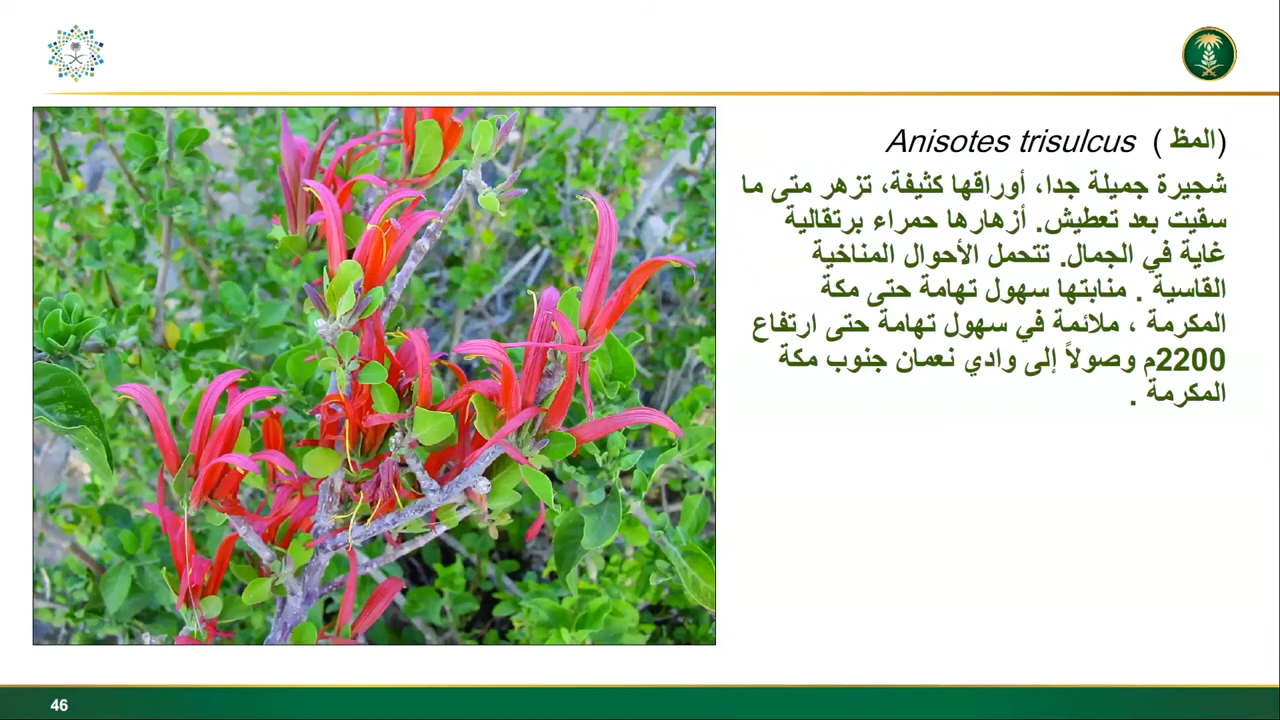 (المظ ) Anisotes trisulcus
شجيرة جميلة جدا، أوراقها كثيفة، تزهر متى ما
سقيت بعد تعطيش. أزهارها حمراء برتقالية
غاية في الجمال. تتحمل الأحوال المناخية
القاسية . منابتها سهول تهامة حتى مكة
المكرمة ، ملائمة في سهول تهامة حتى ارتفاع
2200م وصولاً إلى وادي نعمان جنوب مكة
المكرمة .
46